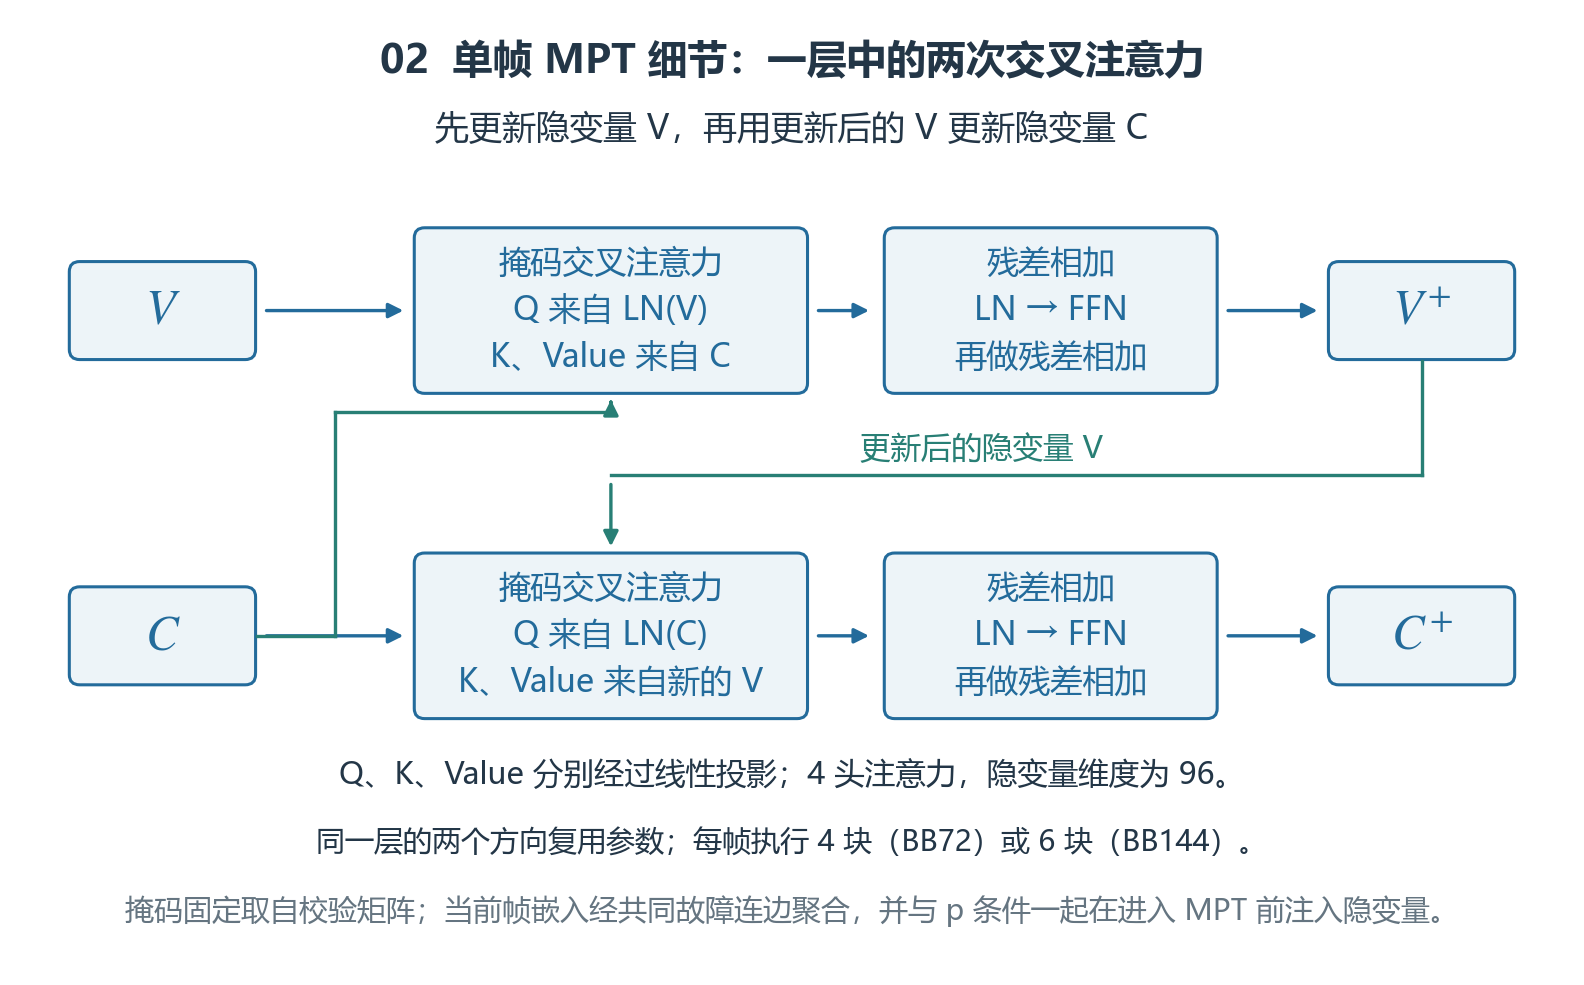 02 单帧 MPT 细节：一层中的两次交叉注意力
先更新隐变量 V，再用更新后的 V 更新隐变量 C
V
掩码交叉注意力
Q 来自 LN(V)
K、Value 来自 C
残差相加
LN → FFN
再做残差相加
V⁺
更新后的隐变量 V
C
掩码交叉注意力
Q 来自 LN(C)
K、Value 来自新的 V
残差相加
LN → FFN
再做残差相加
C⁺
Q、K、Value 分别经过线性投影；4 头注意力，隐变量维度为 96。
同一层的两个方向复用参数；每帧执行 4 块（BB72）或 6 块（BB144）。
掩码固定取自校验矩阵；当前帧嵌入经共同故障连边聚合，并与 p 条件一起在进入 MPT 前注入隐变量。